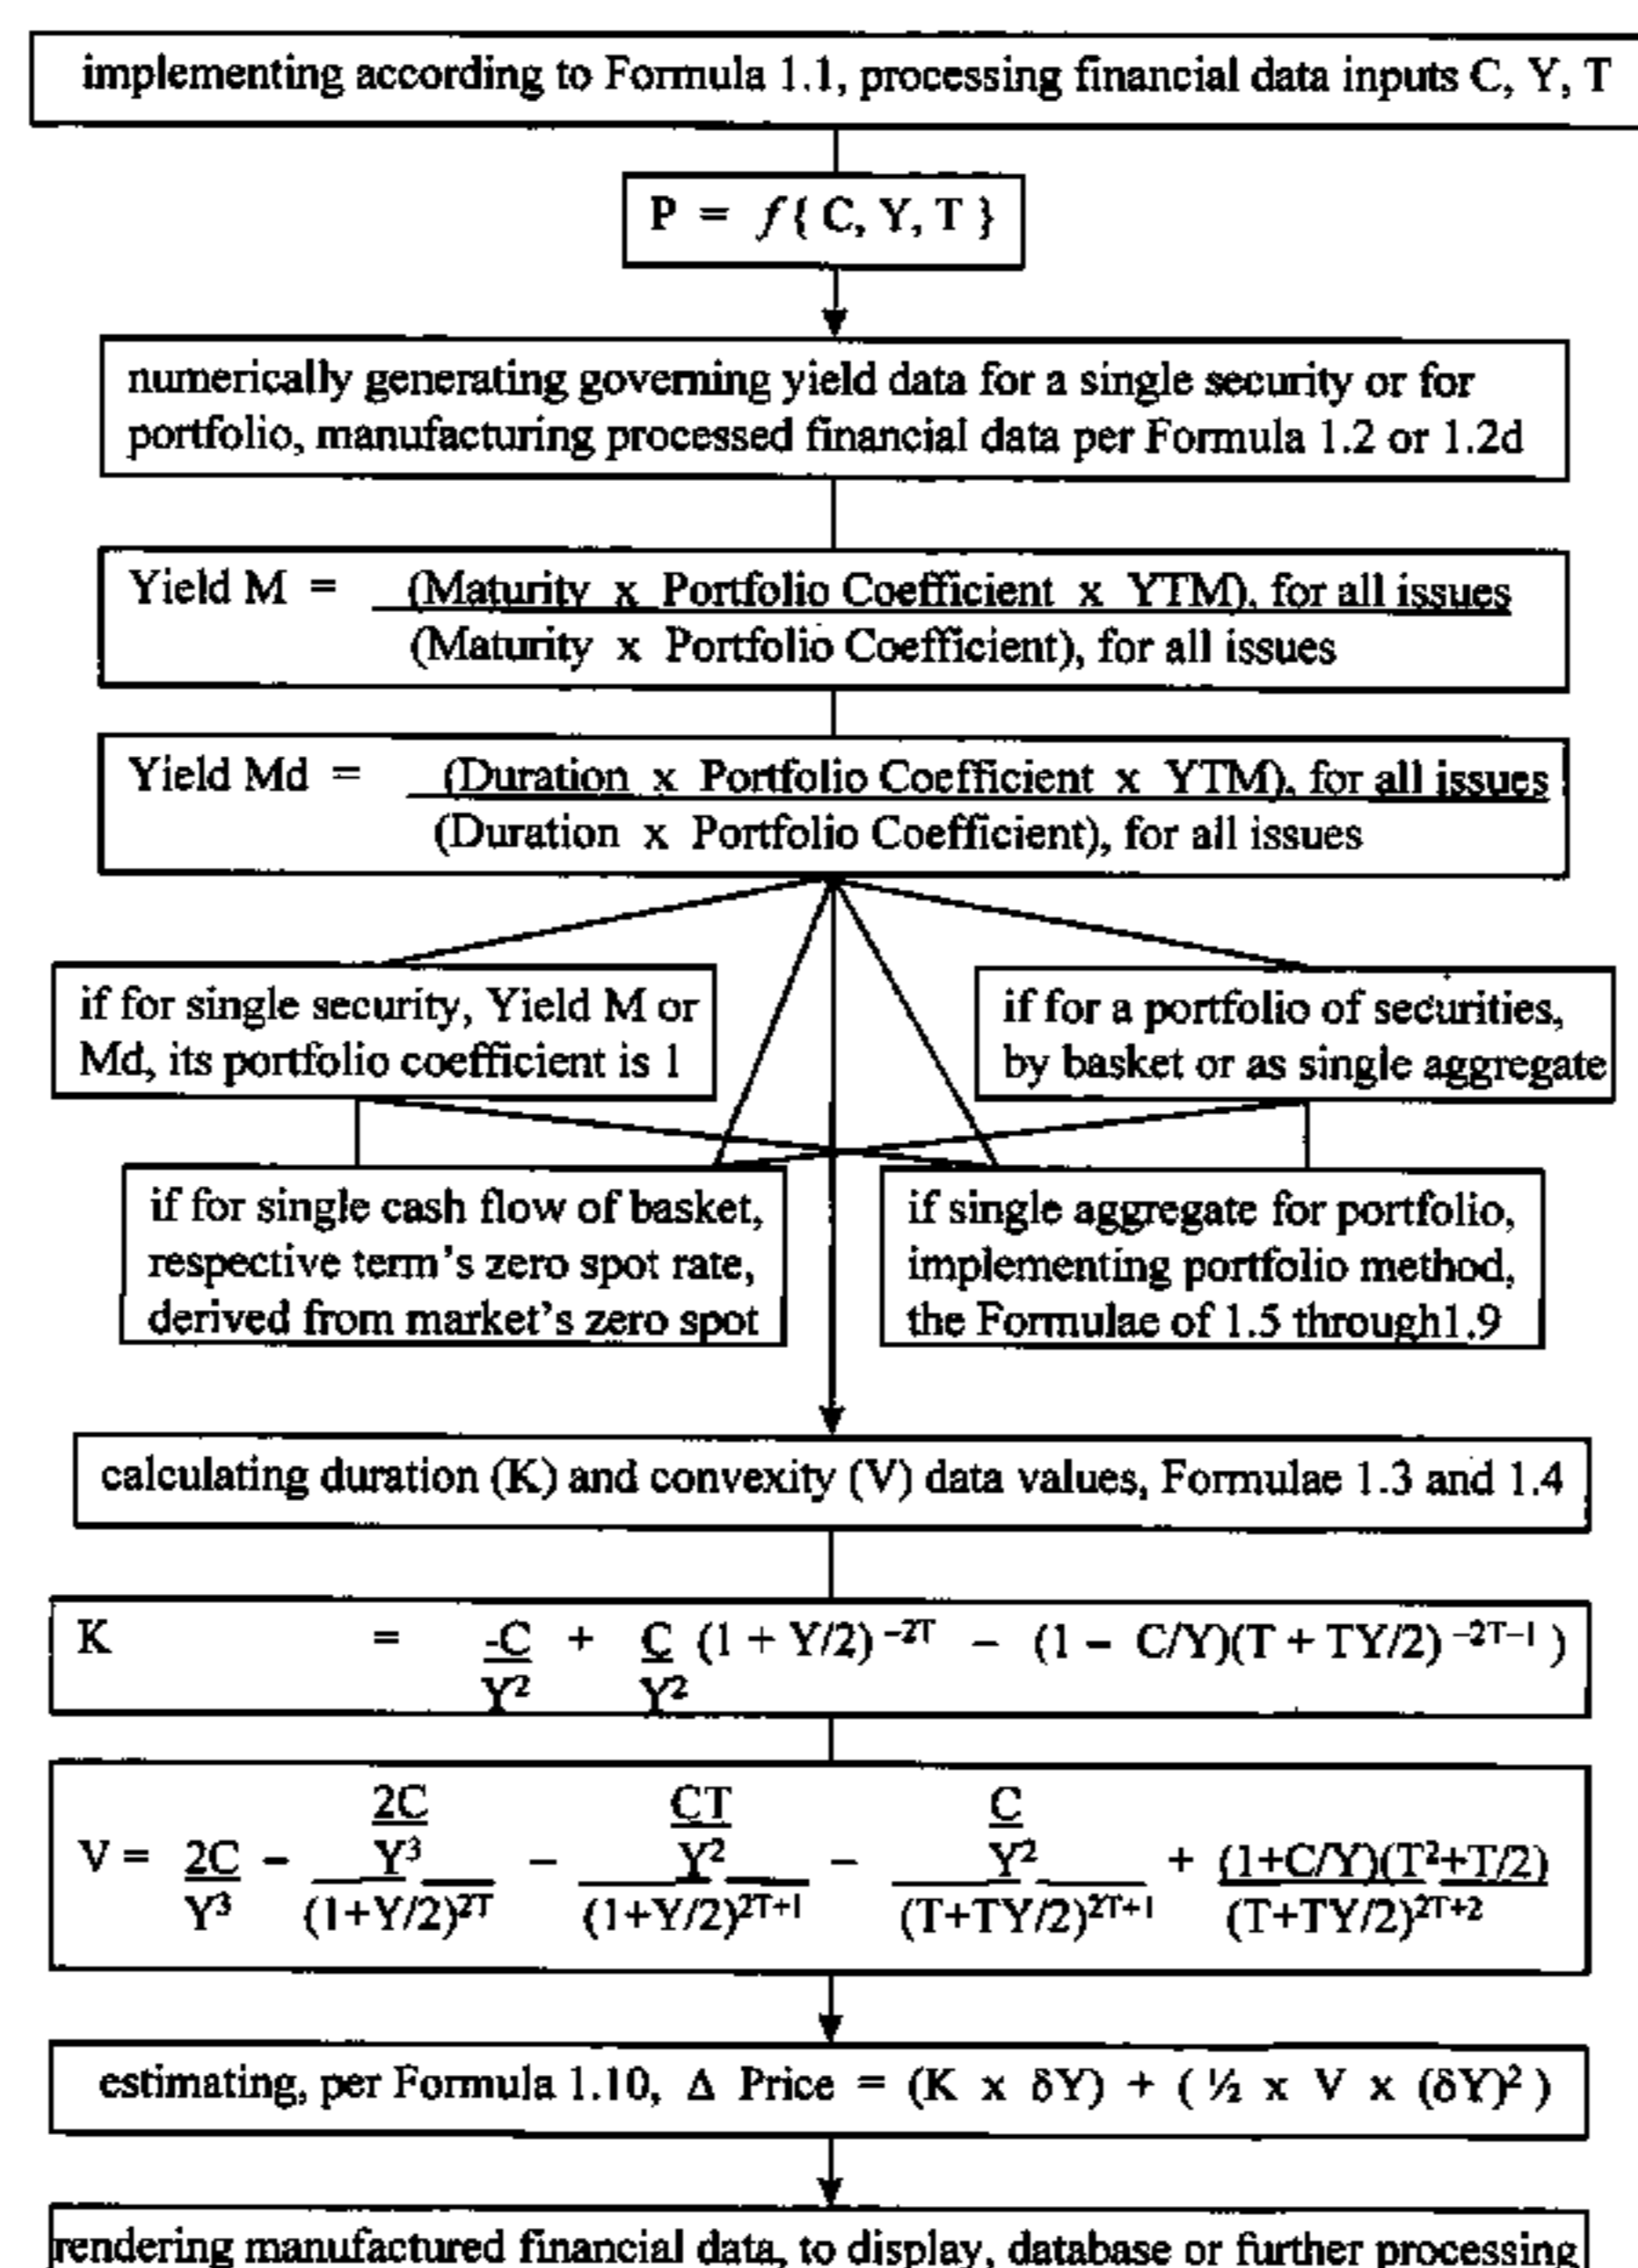 implementing according to Formula 1.1, processing financial data inputs C, Y, T
P = f{ C, Y, T }
numerically generating governing yield data for a single security or for
portfolio, manufacturing processed financial data per Formula 1.2 or 1.2d
Yield M = (Maturity x Portfolio Coefficient x YTM), for all issues
(Maturity x Portfolio Coefficient), for all issues
Yield Md = (Duration x Portfolio Coefficient x YTM), for all issues
(Duration x Portfolio Coefficient), for all issues
if for single security, Yield M or
Md, its portfolio coefficient is 1
if for a portfolio of securities,
by basket or as single aggregate
if for single cash flow of basket,
respective term's zero spot rate,
derived from market's zero spot
if single aggregate for portfolio,
implementing portfolio method,
the Formulae of 1.5 through1.9
calculating duration (K) and convexity (V) data values, Formulae 1.3 and 1.4
K = -C + C (1 + Y/2) ⁻²ᵀ – (1 – C/Y)(T + TY/2) ⁻²ᵀ⁻¹ )
Y² Y²
2C CT C
V = 2C – Y³ – Y² – Y² + (1+C/Y)(T²+T/2)
Y³ (1+Y/2)²ᵀ (1+Y/2)²ᵀ⁺¹ (T+TY/2)²ᵀ⁺¹ (T+TY/2)²ᵀ⁺²
estimating, per Formula 1.10, Δ Price = (K x δY) + ( ½ x V x (δY)² )
rendering manufactured financial data, to display, database or further processing